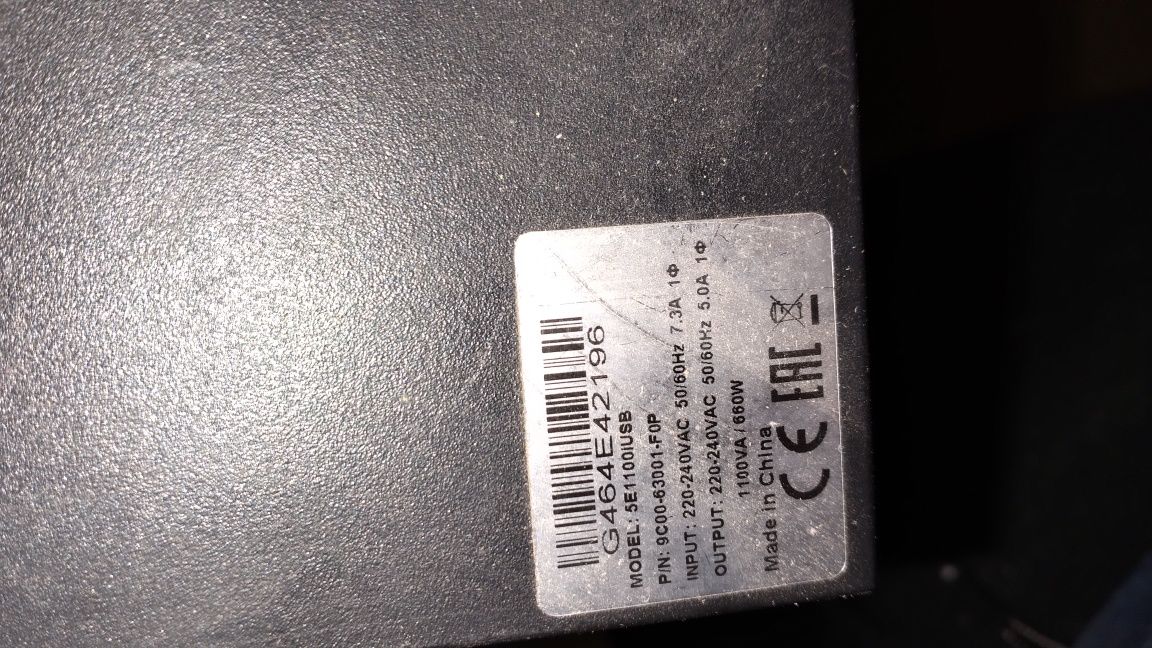 G464E42196
MODEL: 5E1100IUSB
P/N: 9C00-63001-F0P
INPUT: 220-240VAC 50/60Hz 7.3A 1Φ
OUTPUT: 220-240VAC 50/60Hz 5.0A 1Φ
1100VA / 660W
Made in China
CE EAC